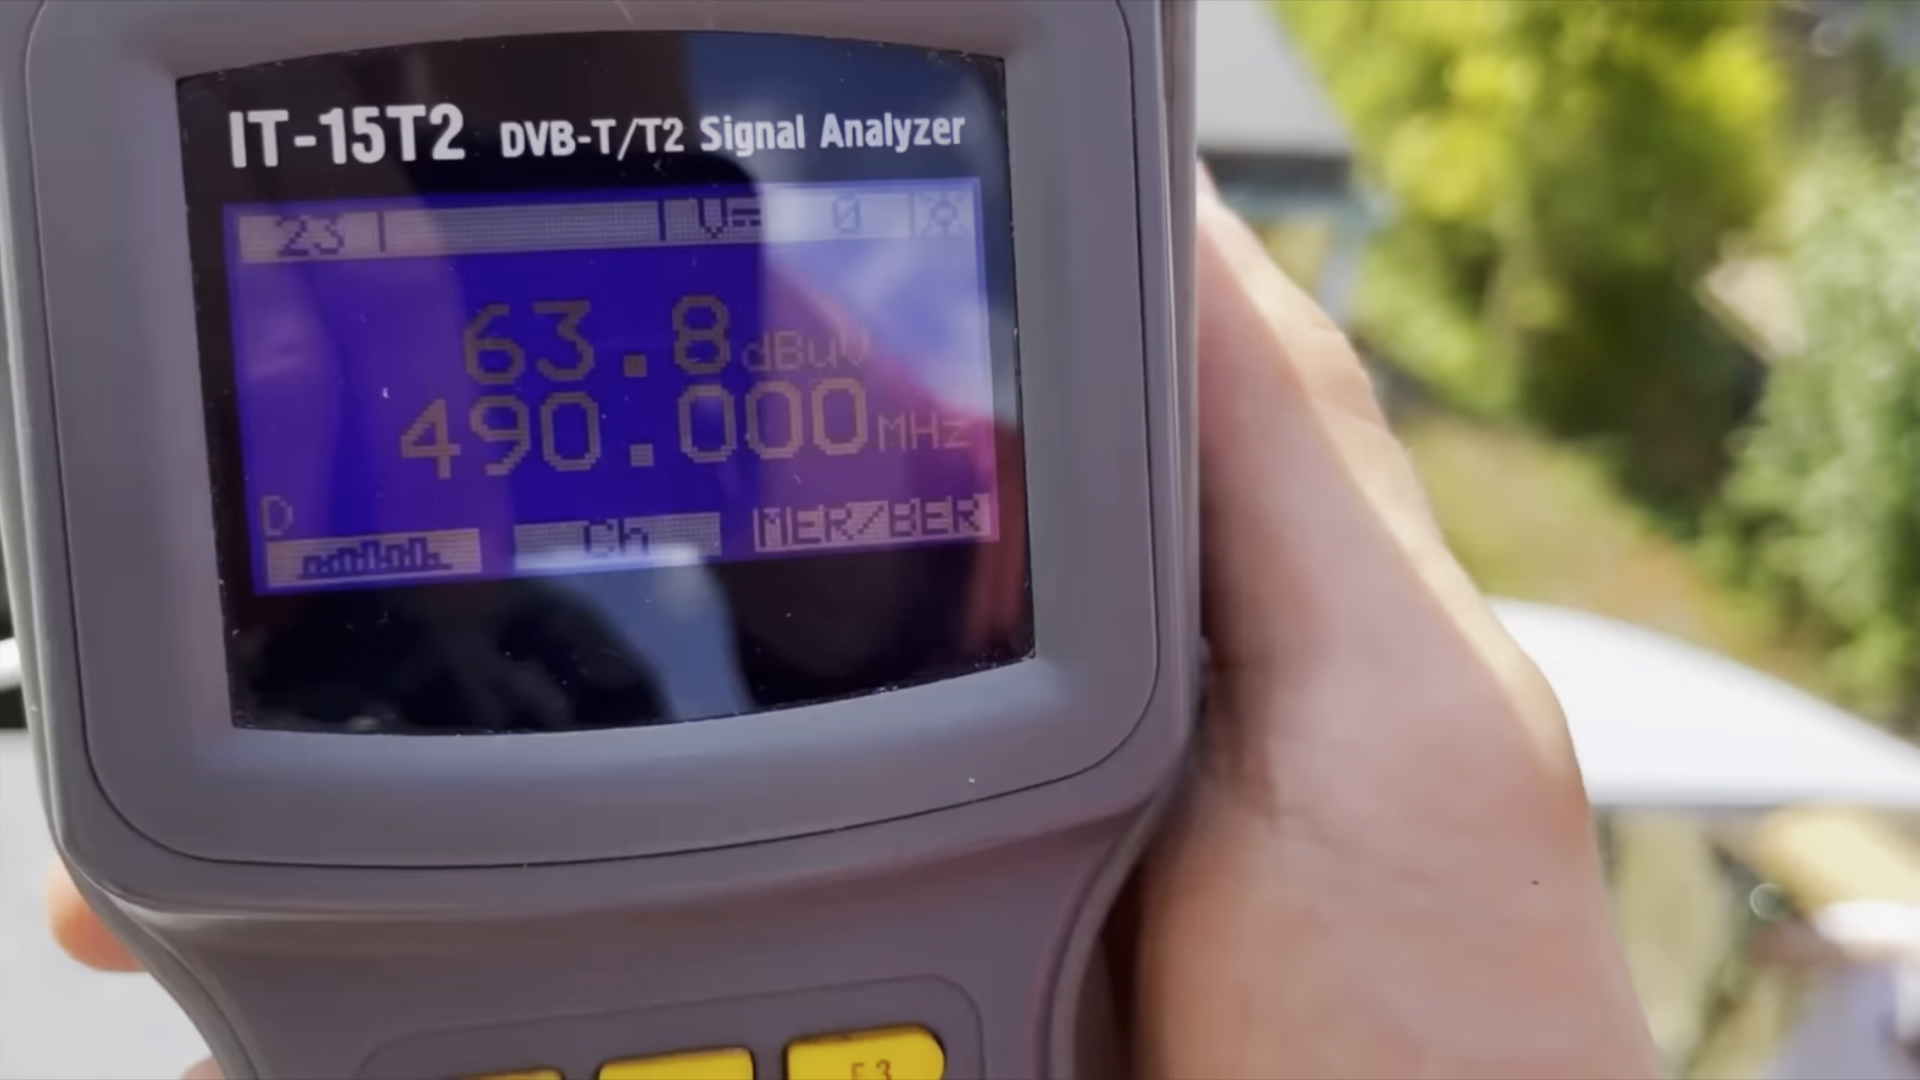 IT-15T2 DVB-T/T2 Signal Analyzer
23 V= 0
63.8 dBuV
490.000 MHz
D
Ch MER/BER
F3